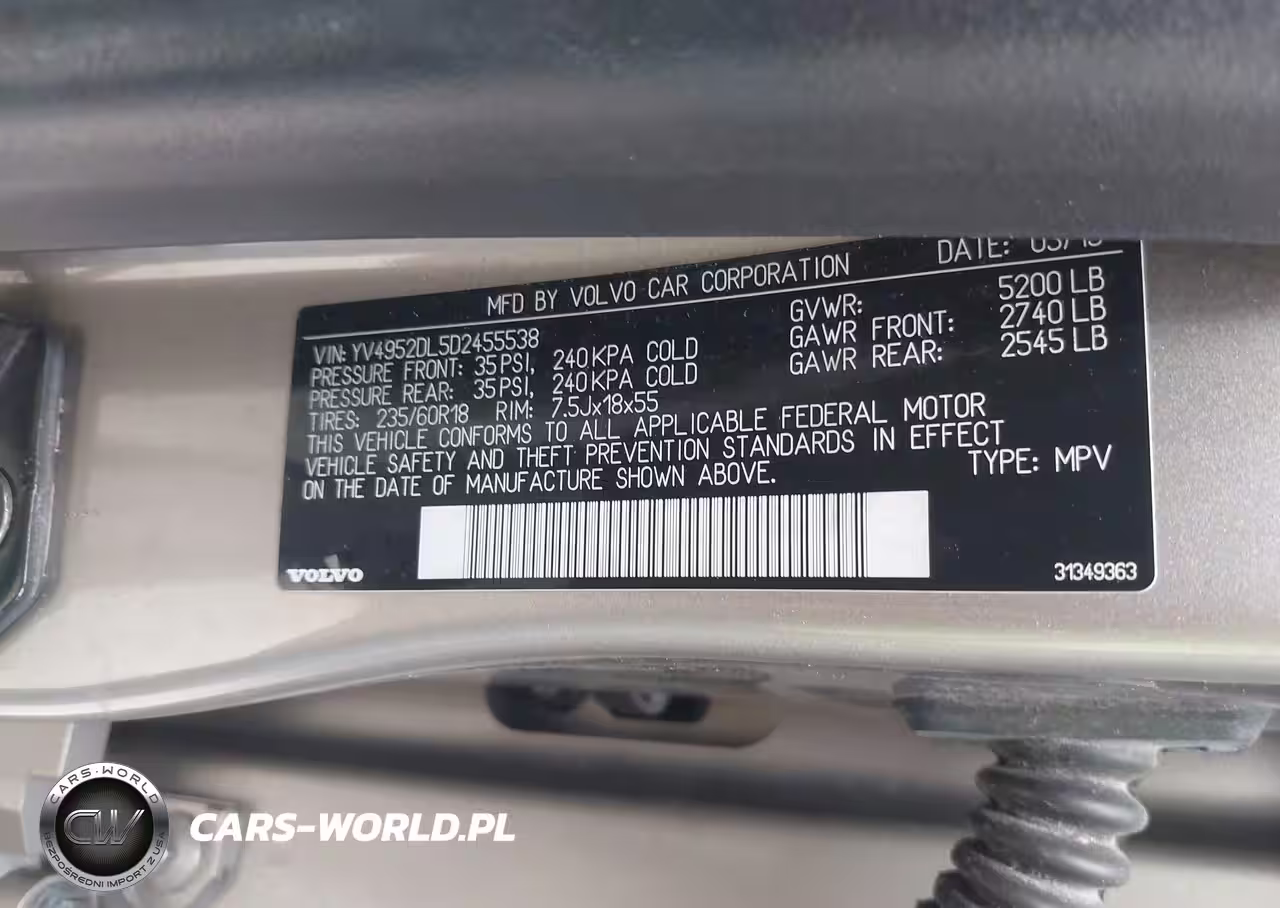 MFD BY VOLVO CAR CORPORATION
DATE:
VIN: YV4952DL5D2455538
PRESSURE FRONT: 35 PSI, 240 KPA COLD
PRESSURE REAR: 35 PSI, 240 KPA COLD
TIRES: 235/60R18 RIM: 7.5Jx18x55
GVWR: 5200 LB
GAWR FRONT: 2740 LB
GAWR REAR: 2545 LB
THIS VEHICLE CONFORMS TO ALL APPLICABLE FEDERAL MOTOR
VEHICLE SAFETY AND THEFT PREVENTION STANDARDS IN EFFECT
ON THE DATE OF MANUFACTURE SHOWN ABOVE.
TYPE: MPV
VOLVO
31349363
CARS-WORLD
CW
BEZPOŚREDNI IMPORT Z USA
CARS-WORLD.PL